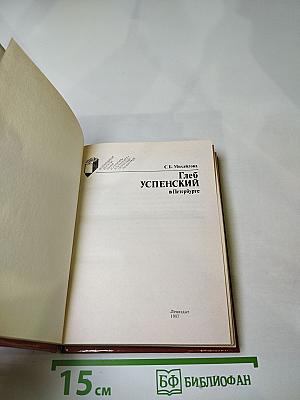 С. Б. Михайлова
Глеб
УСПЕНСКИЙ
в Петербурге
Лениздат
1987
15 см
БФ БИБЛИОФАН